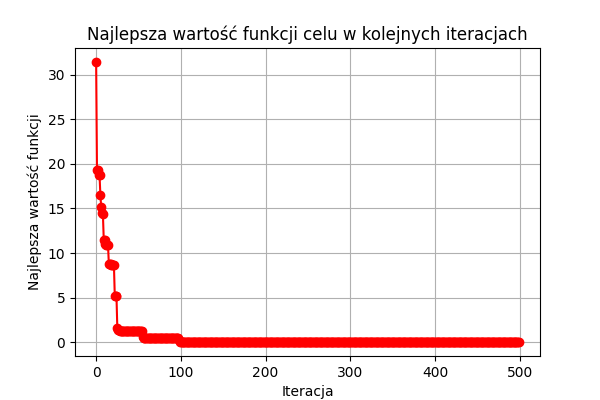 Najlepsza wartość funkcji celu w kolejnych iteracjach
Najlepsza wartość funkcji
30
25
20
15
10
5
0
0 100 200 300 400 500
Iteracja